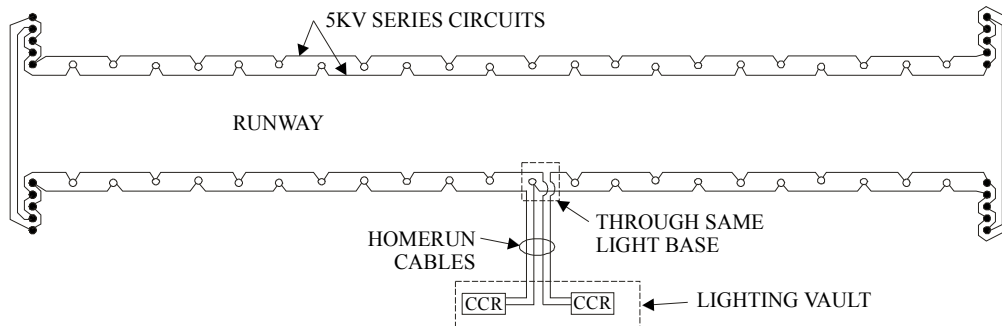 5KV SERIES CIRCUITS
RUNWAY
THROUGH SAME
LIGHT BASE
HOMERUN
CABLES
CCR
CCR
LIGHTING VAULT